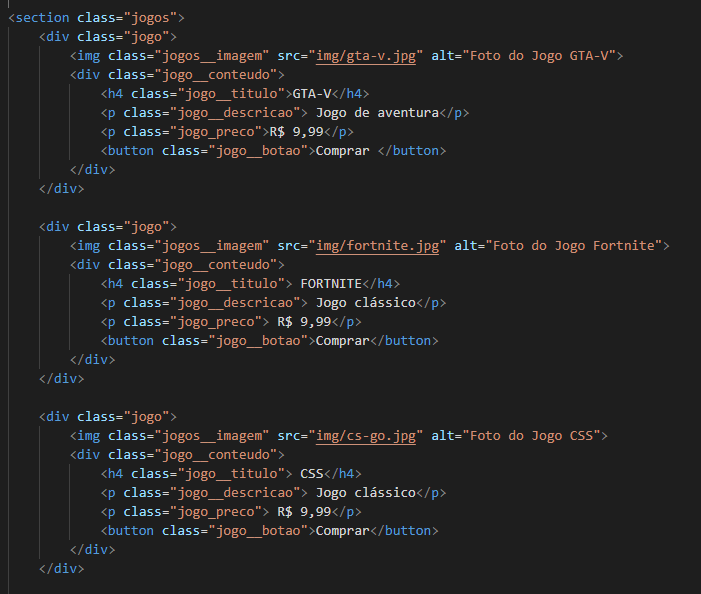 <section class="jogos">
<div class="jogo">
<img class="jogos__imagem" src="img/gta-v.jpg" alt="Foto do Jogo GTA-V">
<div class="jogo__conteudo">
<h4 class="jogo__titulo">GTA-V</h4>
<p class="jogo__descricao"> Jogo de aventura</p>
<p class="jogo_preco">R$ 9,99</p>
<button class="jogo__botao">Comprar </button>
</div>
</div>
<div class="jogo">
<img class="jogos__imagem" src="img/fortnite.jpg" alt="Foto do Jogo Fortnite">
<div class="jogo__conteudo">
<h4 class="jogo__titulo"> FORTNITE</h4>
<p class="jogo__descricao"> Jogo clássico</p>
<p class="jogo_preco"> R$ 9,99</p>
<button class="jogo__botao">Comprar</button>
</div>
</div>
<div class="jogo">
<img class="jogos__imagem" src="img/cs-go.jpg" alt="Foto do Jogo CSS">
<div class="jogo__conteudo">
<h4 class="jogo__titulo"> CSS</h4>
<p class="jogo__descricao"> Jogo clássico</p>
<p class="jogo_preco"> R$ 9,99</p>
<button class="jogo__botao">Comprar</button>
</div>
</div>